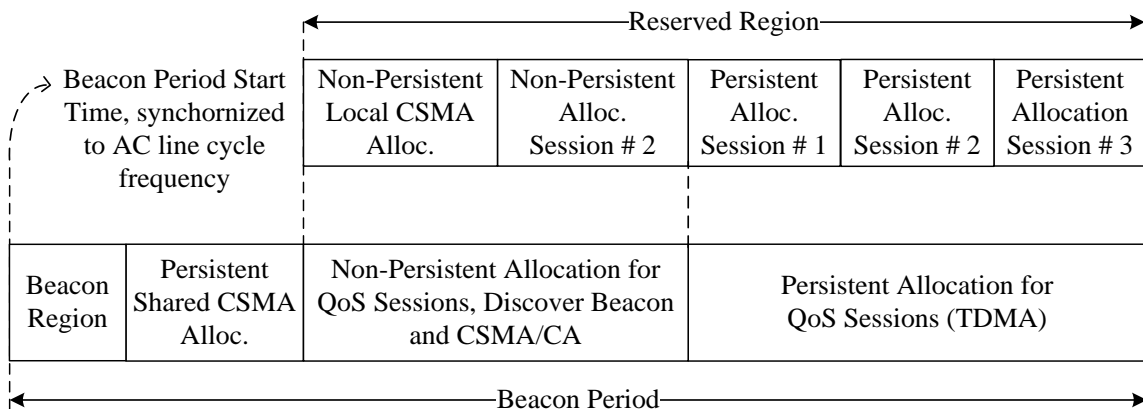 Reserved Region
Beacon Period Start
Time, synchornized
to AC line cycle
frequency
Non-Persistent
Local CSMA
Alloc.
Non-Persistent
Alloc.
Session # 2
Persistent
Alloc.
Session # 1
Persistent
Alloc.
Session # 2
Persistent
Allocation
Session # 3
Beacon
Region
Persistent
Shared CSMA
Alloc.
Non-Persistent Allocation for
QoS Sessions, Discover Beacon
and CSMA/CA
Persistent Allocation for
QoS Sessions (TDMA)
Beacon Period